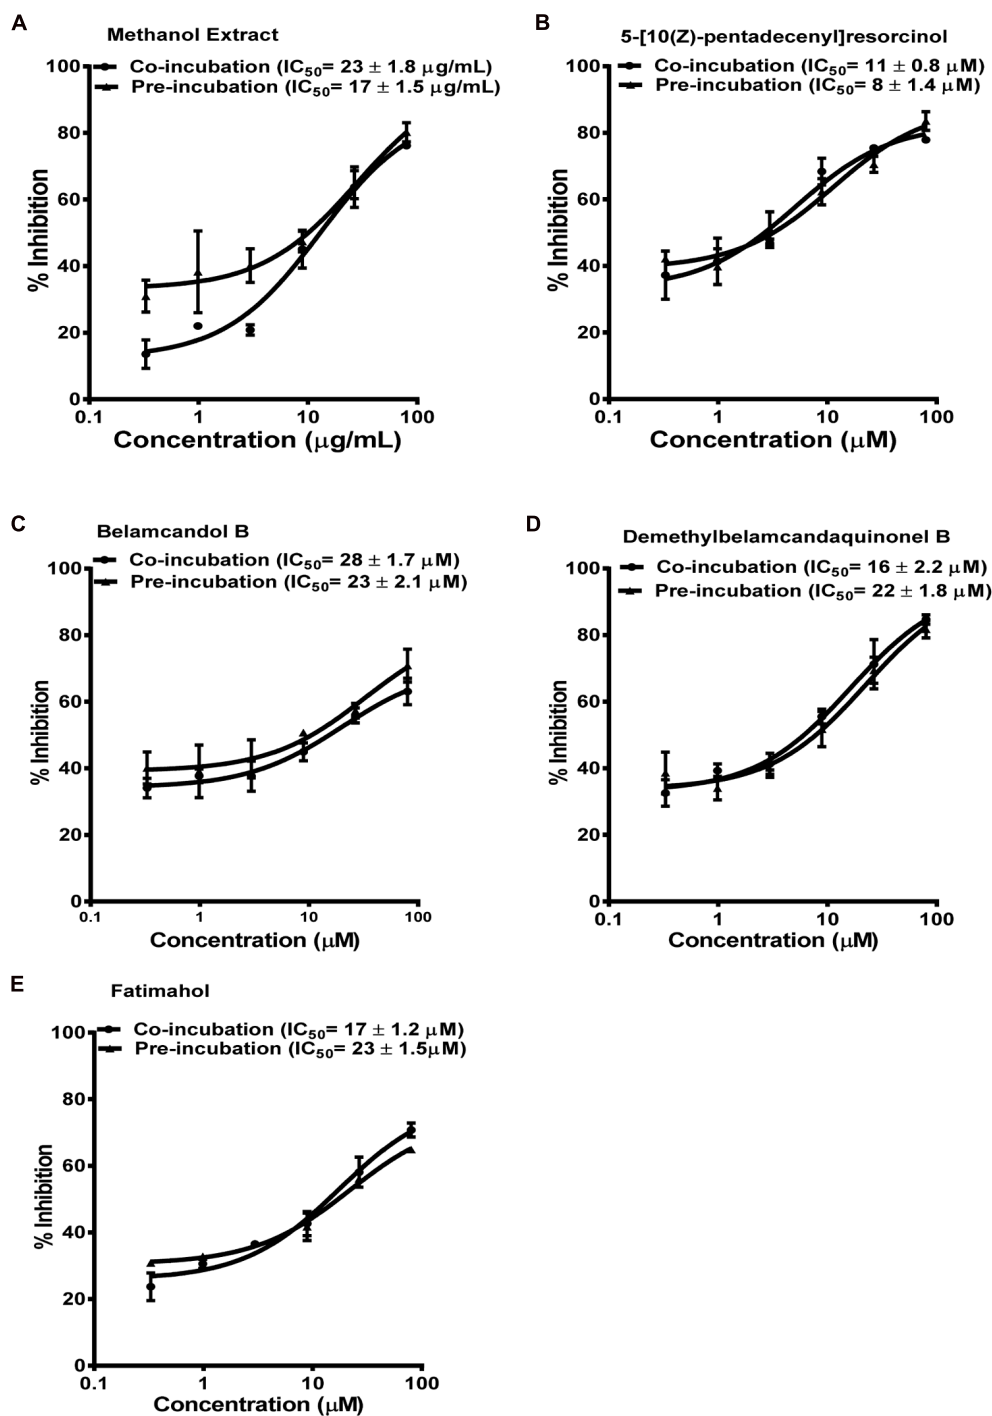 A
Methanol Extract
Co-incubation (IC50= 23 ± 1.8 μg/mL)
Pre-incubation (IC50= 17 ± 1.5 μg/mL)
% Inhibition
100
80
60
40
20
0
0.1 1 10 100
Concentration (μg/mL)
B
5-[10(Z)-pentadecenyl]resorcinol
Co-incubation (IC50= 11 ± 0.8 μM)
Pre-incubation (IC50= 8 ± 1.4 μM)
% Inhibition
100
80
60
40
20
0
0.1 1 10 100
Concentration (μM)
C
Belamcandol B
Co-incubation (IC50= 28 ± 1.7 μM)
Pre-incubation (IC50= 23 ± 2.1 μM)
% Inhibition
100
80
60
40
20
0
0.1 1 10 100
Concentration (μM)
D
Demethylbelamcandaquinonel B
Co-incubation (IC50= 16 ± 2.2 μM)
Pre-incubation (IC50= 22 ± 1.8 μM)
% Inhibition
100
80
60
40
20
0
0.1 1 10 100
Concentration (μM)
E
Fatimahol
Co-incubation (IC50= 17 ± 1.2 μM)
Pre-incubation (IC50= 23 ± 1.5μM)
% Inhibition
100
80
60
40
20
0
0.1 1 10 100
Concentration (μM)